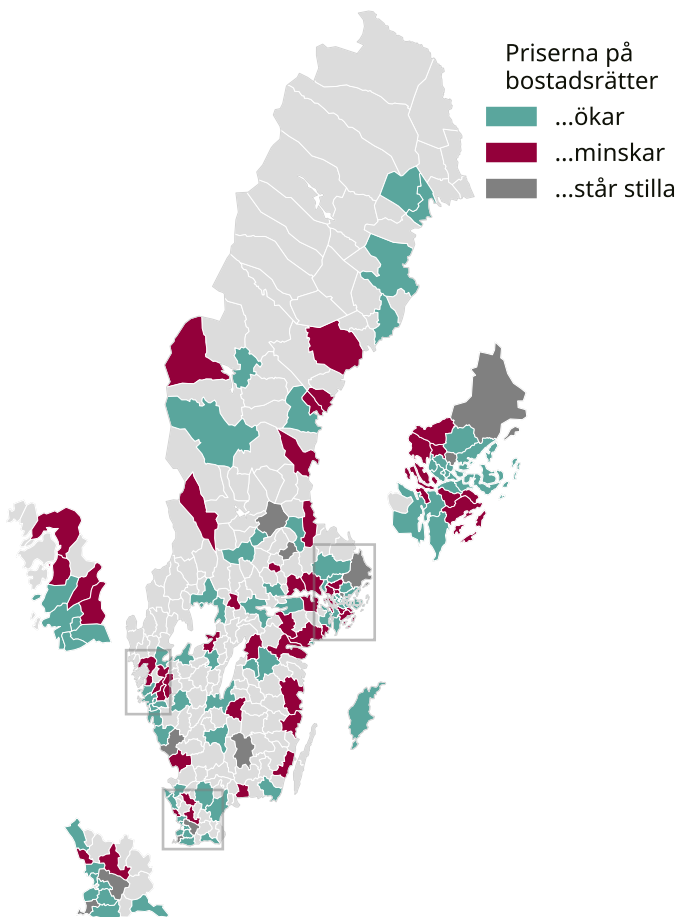 Priserna på
bostadsrätter
...ökar
...minskar
...står stilla